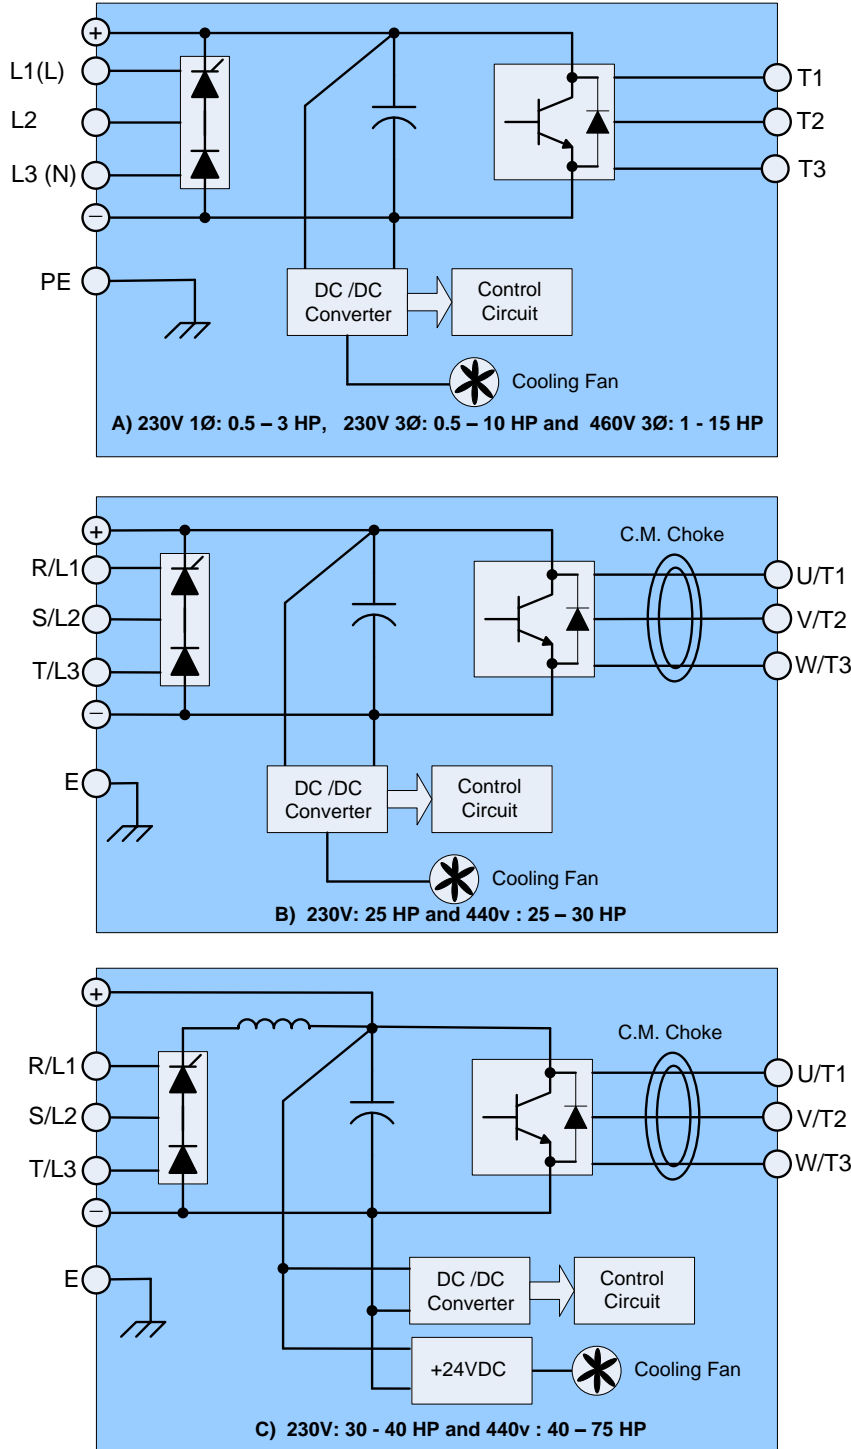 +
L1(L)
T1
L2
T2
L3 (N)
T3
−
PE
DC /DC
Converter
Control
Circuit
Cooling Fan
A) 230V 1Ø: 0.5 – 3 HP, 230V 3Ø: 0.5 – 10 HP and 460V 3Ø: 1 - 15 HP
+
C.M. Choke
R/L1
U/T1
S/L2
V/T2
T/L3
W/T3
−
E
DC /DC
Converter
Control
Circuit
Cooling Fan
B) 230V: 25 HP and 440v : 25 – 30 HP
+
C.M. Choke
R/L1
U/T1
S/L2
V/T2
T/L3
W/T3
−
E
DC /DC
Converter
Control
Circuit
+24VDC
Cooling Fan
C) 230V: 30 - 40 HP and 440v : 40 – 75 HP